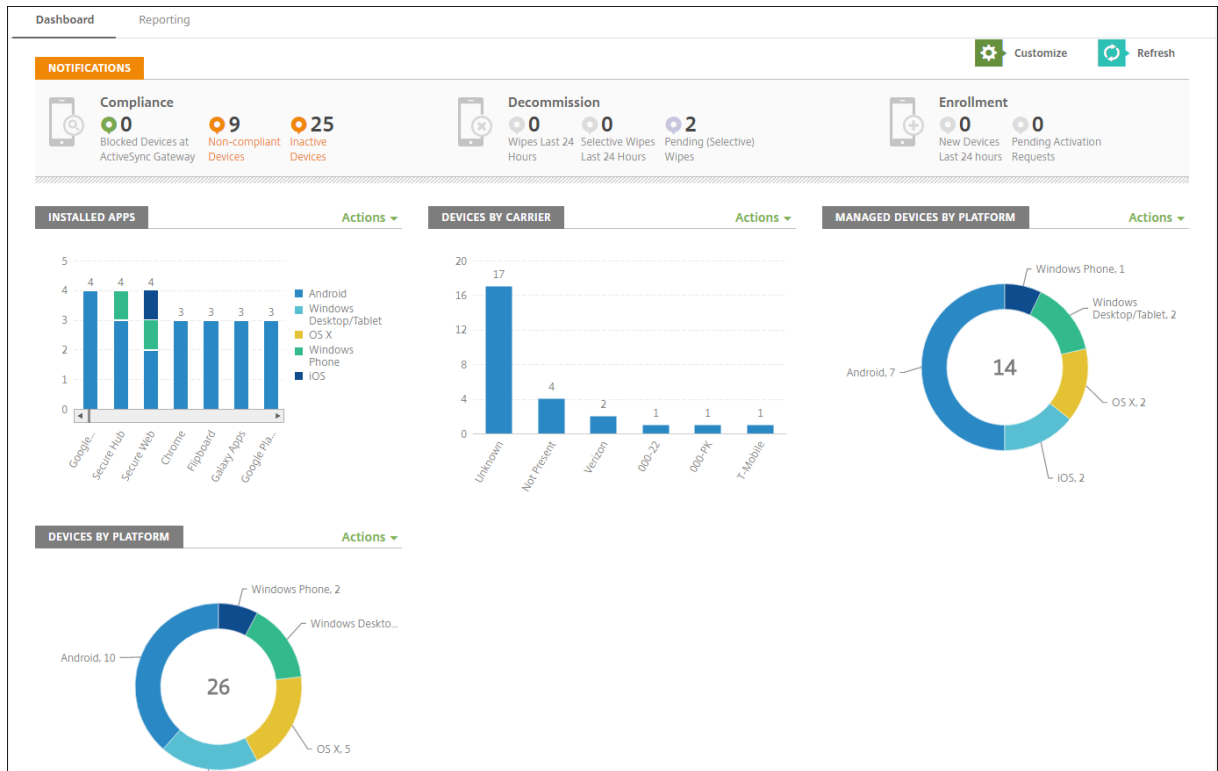 Dashboard
Reporting
Customize
Refresh
NOTIFICATIONS
Compliance
0
Blocked Devices at
ActiveSync Gateway
9
Non-compliant
Devices
25
Inactive
Devices
Decommission
0
Wipes Last 24
Hours
0
Selective Wipes
Last 24 Hours
2
Pending (Selective)
Wipes
Enrollment
0
New Devices
Last 24 hours
0
Pending Activation
Requests
INSTALLED APPS
Actions
5
4
3
2
1
0
4
4
4
3
3
3
3
Google...
Secure Hub
Secure Web
Chrome
Flipboard
Galaxy Apps
Google Pla...
Android
Windows
Desktop/Tablet
OS X
Windows
Phone
iOS
DEVICES BY CARRIER
Actions
20
16
12
8
4
0
17
4
2
1
1
1
Unknown
Not Present
Verizon
000-22
000-PK
T-Mobile
MANAGED DEVICES BY PLATFORM
Actions
Windows Phone, 1
Windows
Desktop/Tablet, 2
Android, 7
14
OS X, 2
iOS, 2
DEVICES BY PLATFORM
Actions
Windows Phone, 2
Windows Deskto...
Android, 10
26
OS X, 5